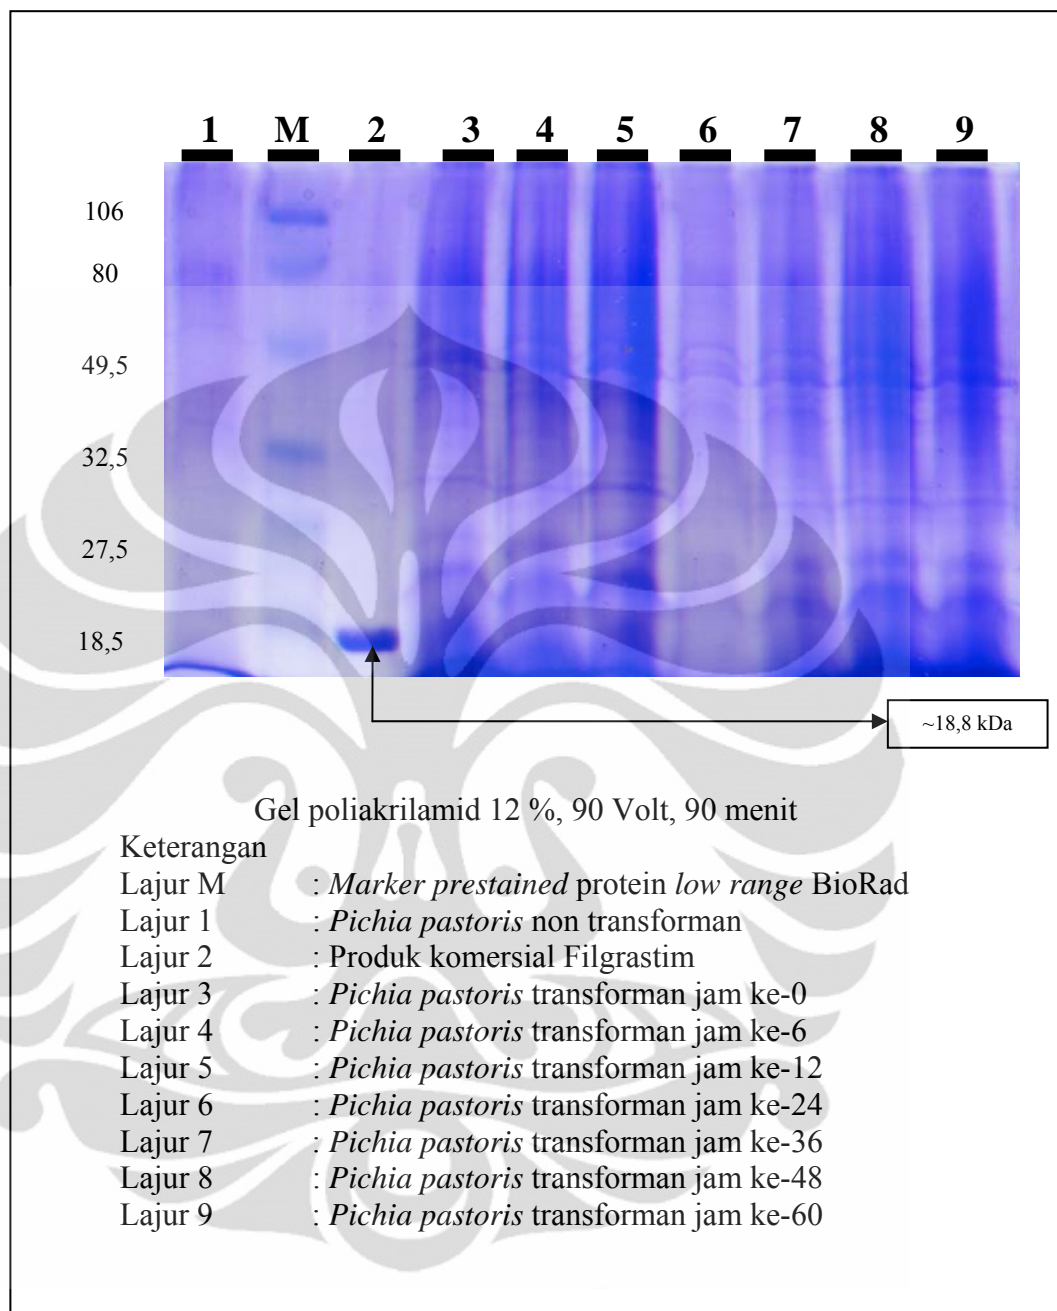 1 M 2 3 4 5 6 7 8 9
106
80
49,5
32,5
27,5
18,5
~18,8 kDa
Gel poliakrilamid 12 %, 90 Volt, 90 menit
Keterangan
Lajur M : Marker prestained protein low range BioRad
Lajur 1 : Pichia pastoris non transforman
Lajur 2 : Produk komersial Filgrastim
Lajur 3 : Pichia pastoris transforman jam ke-0
Lajur 4 : Pichia pastoris transforman jam ke-6
Lajur 5 : Pichia pastoris transforman jam ke-12
Lajur 6 : Pichia pastoris transforman jam ke-24
Lajur 7 : Pichia pastoris transforman jam ke-36
Lajur 8 : Pichia pastoris transforman jam ke-48
Lajur 9 : Pichia pastoris transforman jam ke-60